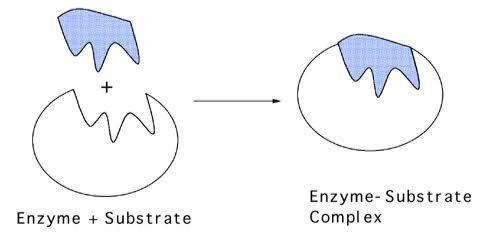 +
Enzyme + Substrate
Enzyme-Substrate
Complex